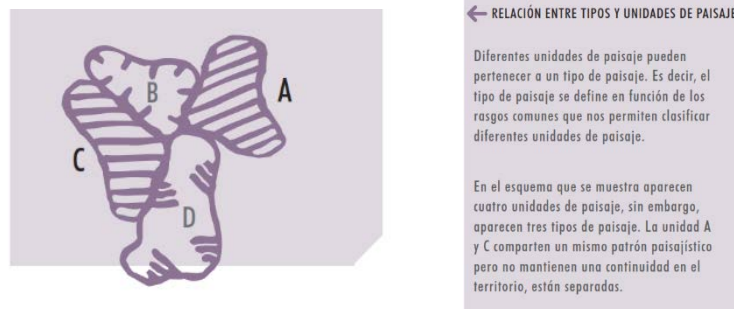 B
A
C
D
RELACIÓN ENTRE TIPOS Y UNIDADES DE PAISAJE
Diferentes unidades de paisaje pueden
pertenecer a un tipo de paisaje. Es decir, el
tipo de paisaje se define en función de los
rasgos comunes que nos permiten clasificar
diferentes unidades de paisaje.
En el esquema que se muestra aparecen
cuatro unidades de paisaje, sin embargo,
aparecen tres tipos de paisaje. La unidad A
y C comparten un mismo patrón paisajístico
pero no mantienen una continuidad en el
territorio, están separadas.